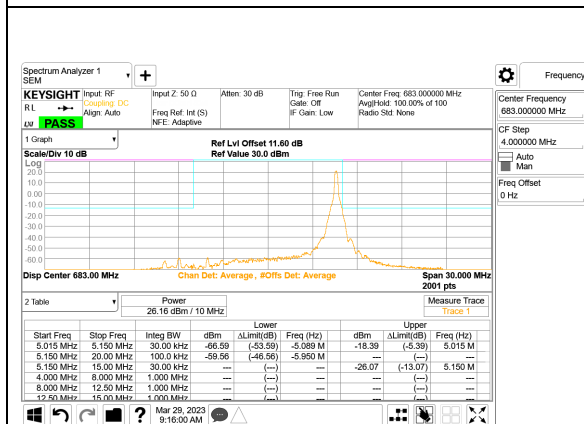 Spectrum Analyzer 1
SEM
Frequency
KEYSIGHT Input: RF Input Z: 50 Ω Atten: 30 dB Trig: Free Run Center Freq: 683.000000 MHz
RL Coupling: DC Gate: Off Avg|Hold: 100.00% of 100
Align: Auto Freq Ref: Int (S) IF Gain: Low Radio Std: None
NFE: Adaptive
PASS
Center Frequency
683.000000 MHz
CF Step
4.000000 MHz
Auto
Man
Freq Offset
0 Hz
1 Graph
Ref Lvl Offset 11.60 dB
Scale/Div 10 dB Ref Value 30.0 dBm
Log
20.0
10.0
0.00
-10.0
-20.0
-30.0
-40.0
-50.0
-60.0
Disp Center 683.00 MHz Chan Det: Average, #Offs Det: Average Span 30.000 MHz
2001 pts
2 Table Power Measure Trace
26.16 dBm / 10 MHz Trace 1
Lower Upper
Start Freq Stop Freq Integ BW dBm ΔLimit(dB) Freq (Hz) dBm ΔLimit(dB) Freq (Hz)
5.015 MHz 5.150 MHz 30.00 kHz -66.59 (-53.59) -5.089 M -18.39 (-5.39) 5.015 M
5.150 MHz 20.00 MHz 100.0 kHz -59.56 (-46.56) -5.950 M --- (---) ---
5.150 MHz 15.00 MHz 30.00 kHz --- (---) --- -26.07 (-13.07) 5.150 M
4.000 MHz 8.000 MHz 1.000 MHz --- (---) --- --- (---) ---
8.000 MHz 12.50 MHz 1.000 MHz --- (---) --- --- (---) ---
12.50 MHz 15.00 MHz 1.000 MHz --- (---) --- --- (---) ---
? Mar 29, 2023
9:16:00 AM